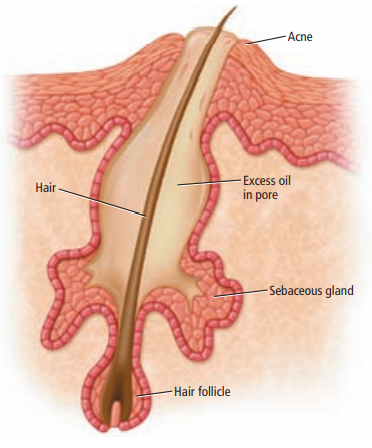 Acne
Hair
Excess oil
in pore
Sebaceous gland
Hair follicle